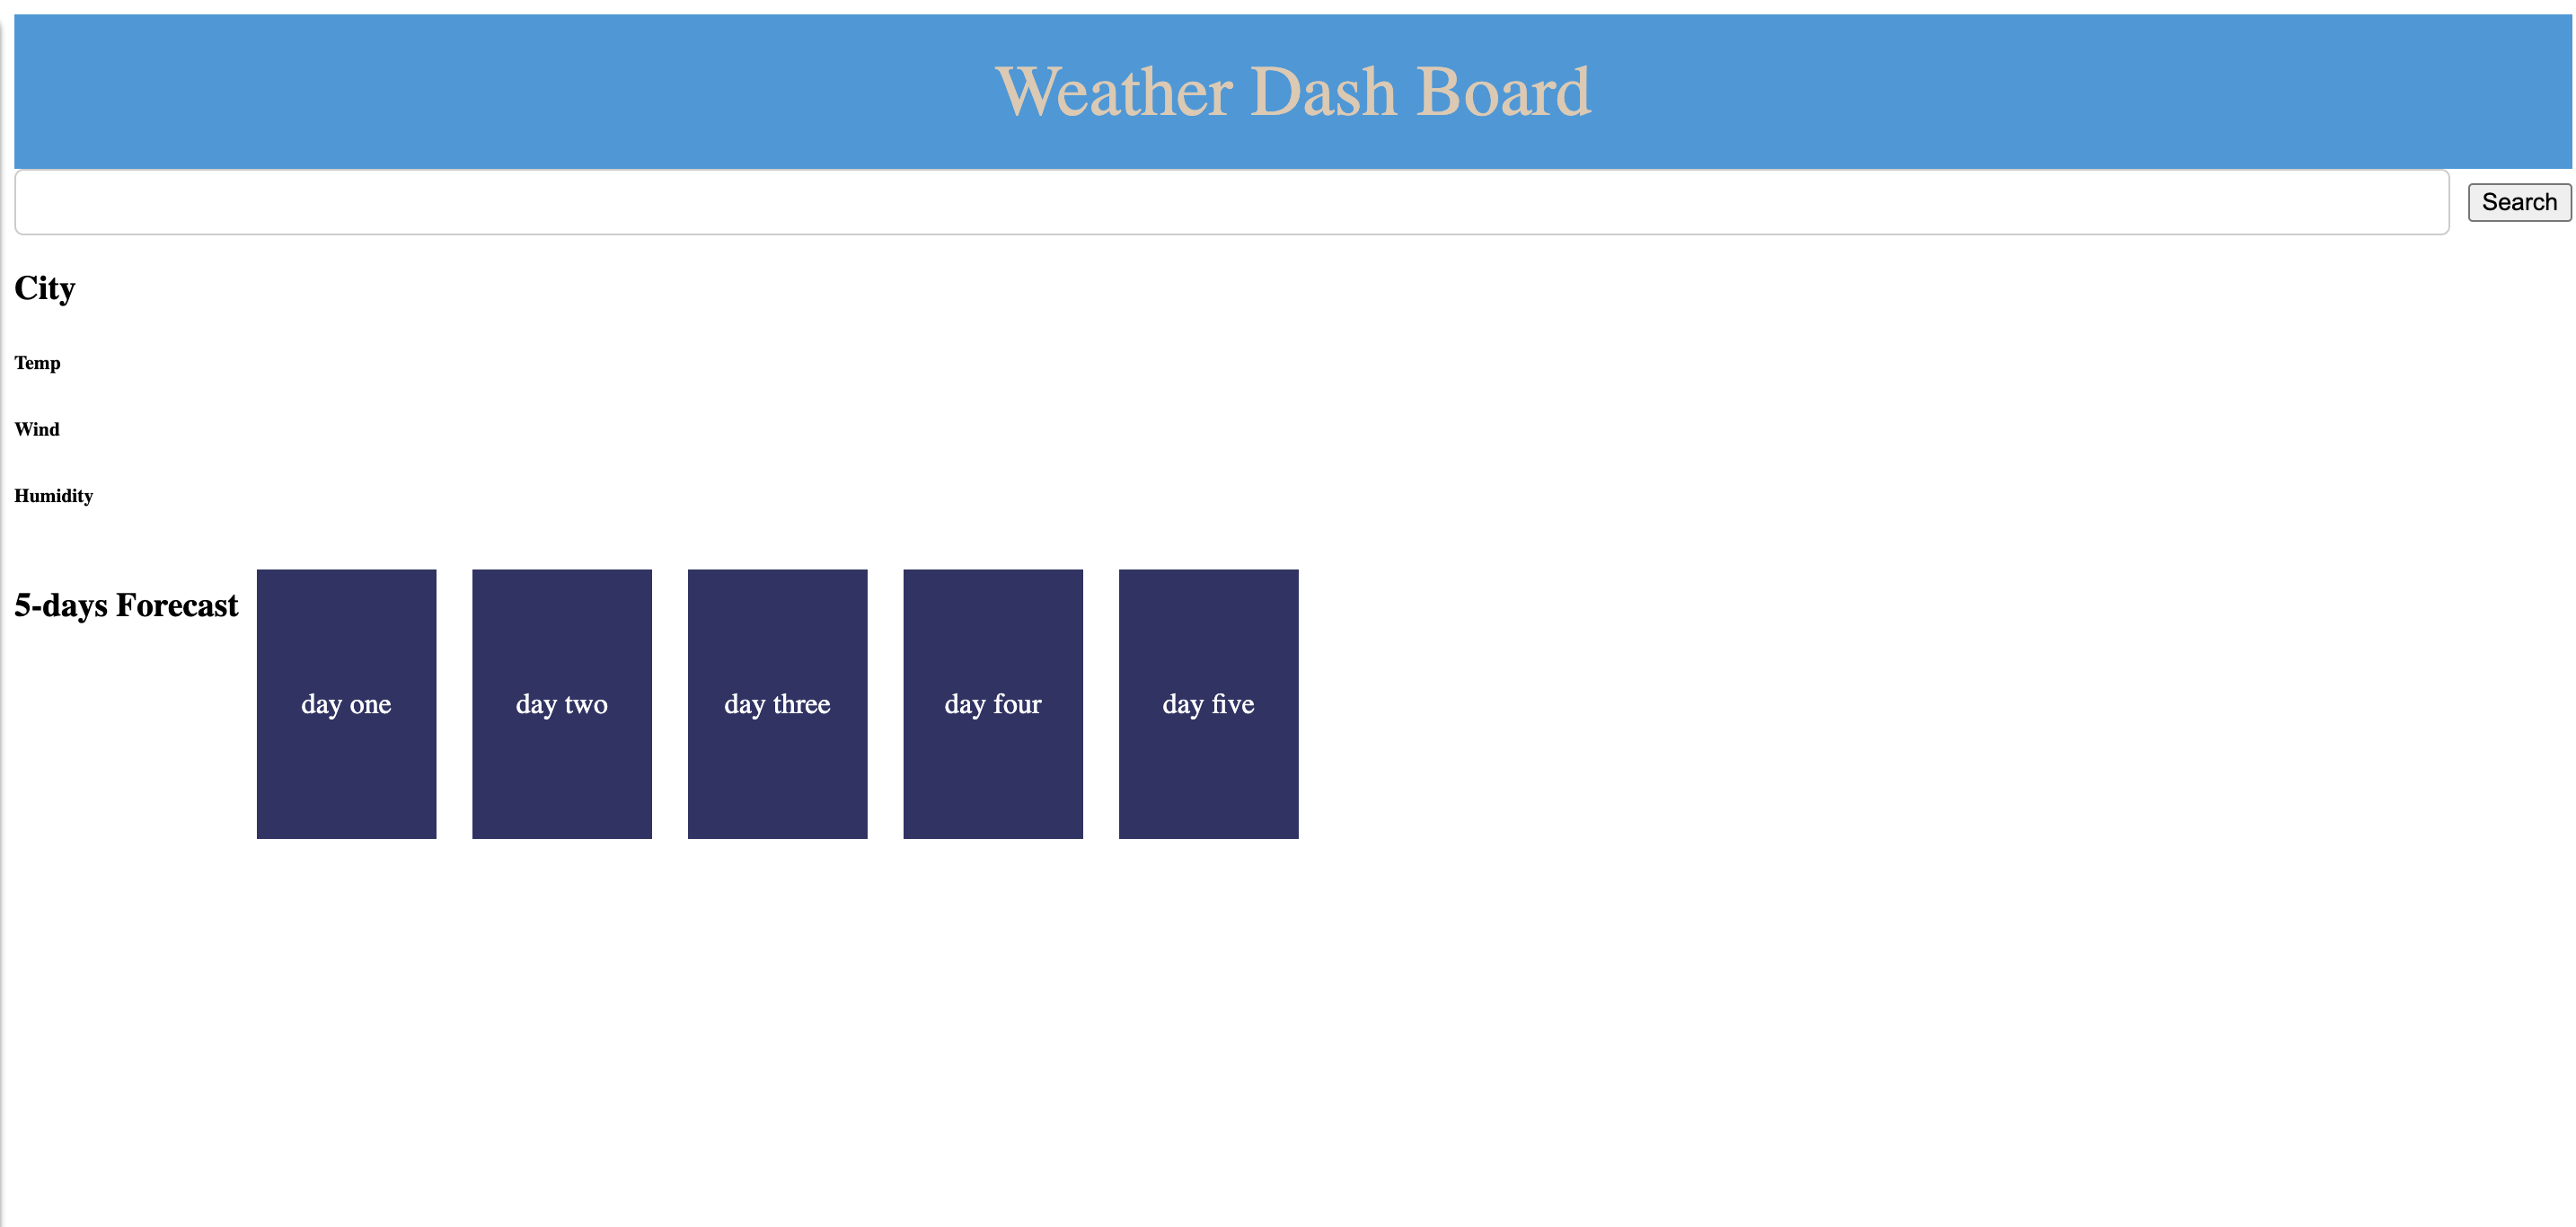 Weather Dash Board
Search
City
Temp
Wind
Humidity
5-days Forecast
day one
day two
day three
day four
day five